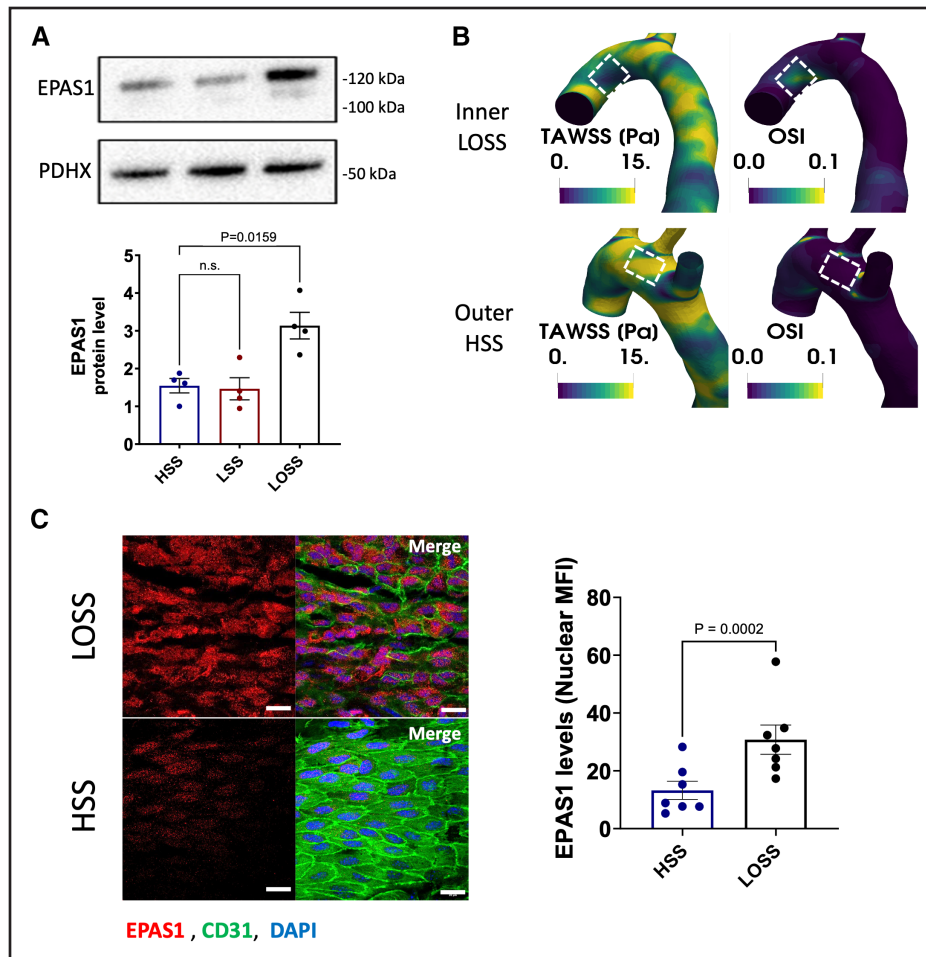 A
EPAS1
-120 kDa
-100 kDa
PDHX
-50 kDa
P=0.0159
n.s.
EPAS1
protein level
5
4
3
2
1
0
HSS
LSS
LOSS
B
Inner
LOSS
TAWSS (Pa)
0. 15.
OSI
0.0 0.1
Outer
HSS
TAWSS (Pa)
0. 15.
OSI
0.0 0.1
C
LOSS
Merge
HSS
Merge
EPAS1 , CD31, DAPI
EPAS1 levels (Nuclear MFI)
80
60
40
20
0
P = 0.0002
HSS
LOSS